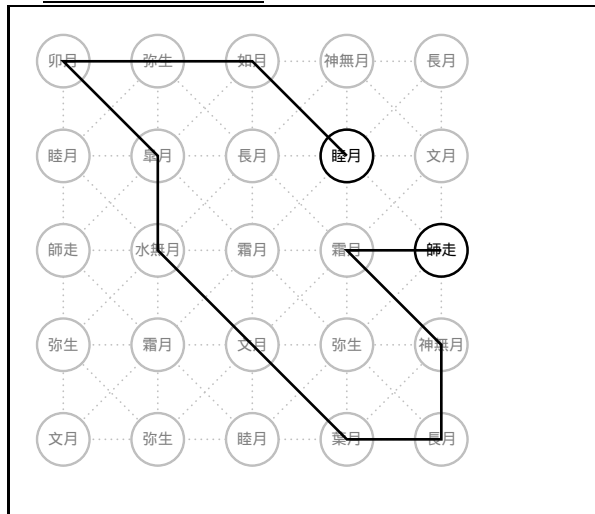 卯月 弥生 如月 神無月 長月
睦月 皐月 長月 睦月 文月
師走 水無月 霜月 霜月 師走
弥生 霜月 文月 弥生 神無月
文月 弥生 睦月 葉月 長月